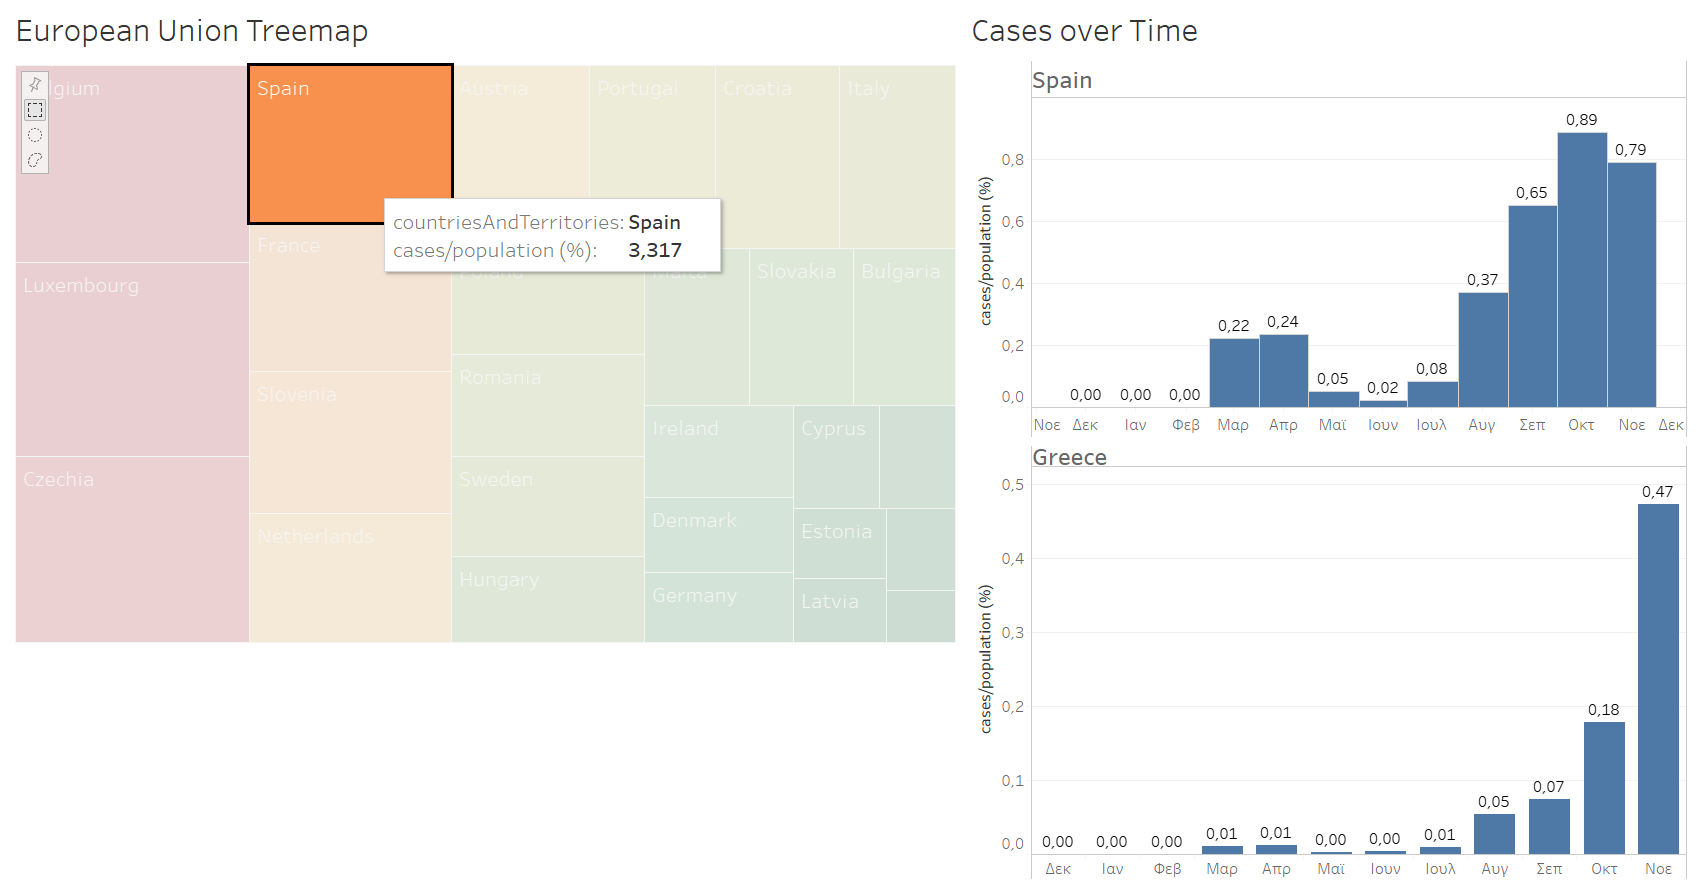 European Union Treemap
lgium
Spain
Austria
Portugal
Croatia
Italy
countriesAndTerritories: Spain
cases/population (%): 3,317
France
Poland
Malta
Slovakia
Bulgaria
Luxembourg
Slovenia
Romania
Ireland
Cyprus
Czechia
Sweden
Netherlands
Denmark
Estonia
Hungary
Germany
Latvia
Cases over Time
Spain
cases/population (%)
0,8
0,6
0,4
0,2
0,0
0,00 0,00 0,00 0,22 0,24 0,05 0,02 0,08 0,37 0,65 0,89 0,79
Νοε Δεκ Ιαν Φεβ Μαρ Απρ Μαϊ Ιουν Ιουλ Αυγ Σεπ Οκτ Νοε Δεκ
Greece
cases/population (%)
0,5
0,4
0,3
0,2
0,1
0,0
0,00 0,00 0,00 0,01 0,01 0,00 0,00 0,01 0,05 0,07 0,18 0,47
Δεκ Ιαν Φεβ Μαρ Απρ Μαϊ Ιουν Ιουλ Αυγ Σεπ Οκτ Νοε